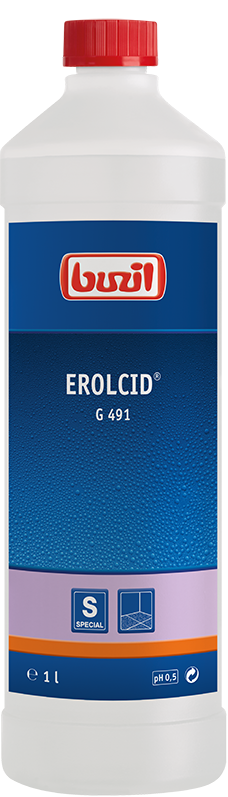 buzil
EROLCID®
G 491
S
SPECIAL
℮ 1 l
pH 0,5